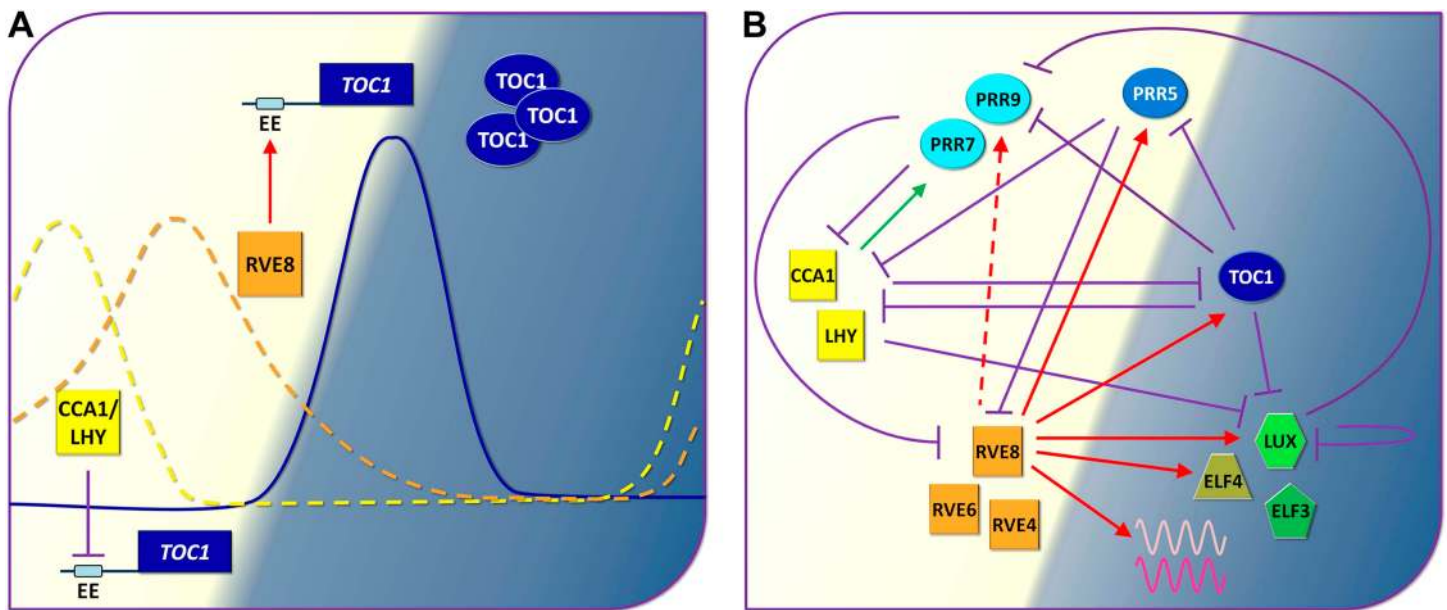 A
TOC1
EE
TOC1
TOC1
TOC1
RVE8
CCA1/
LHY
TOC1
EE
B
PRR9
PRR5
PRR7
CCA1
TOC1
LHY
RVE8
LUX
ELF4
RVE6
RVE4
ELF3